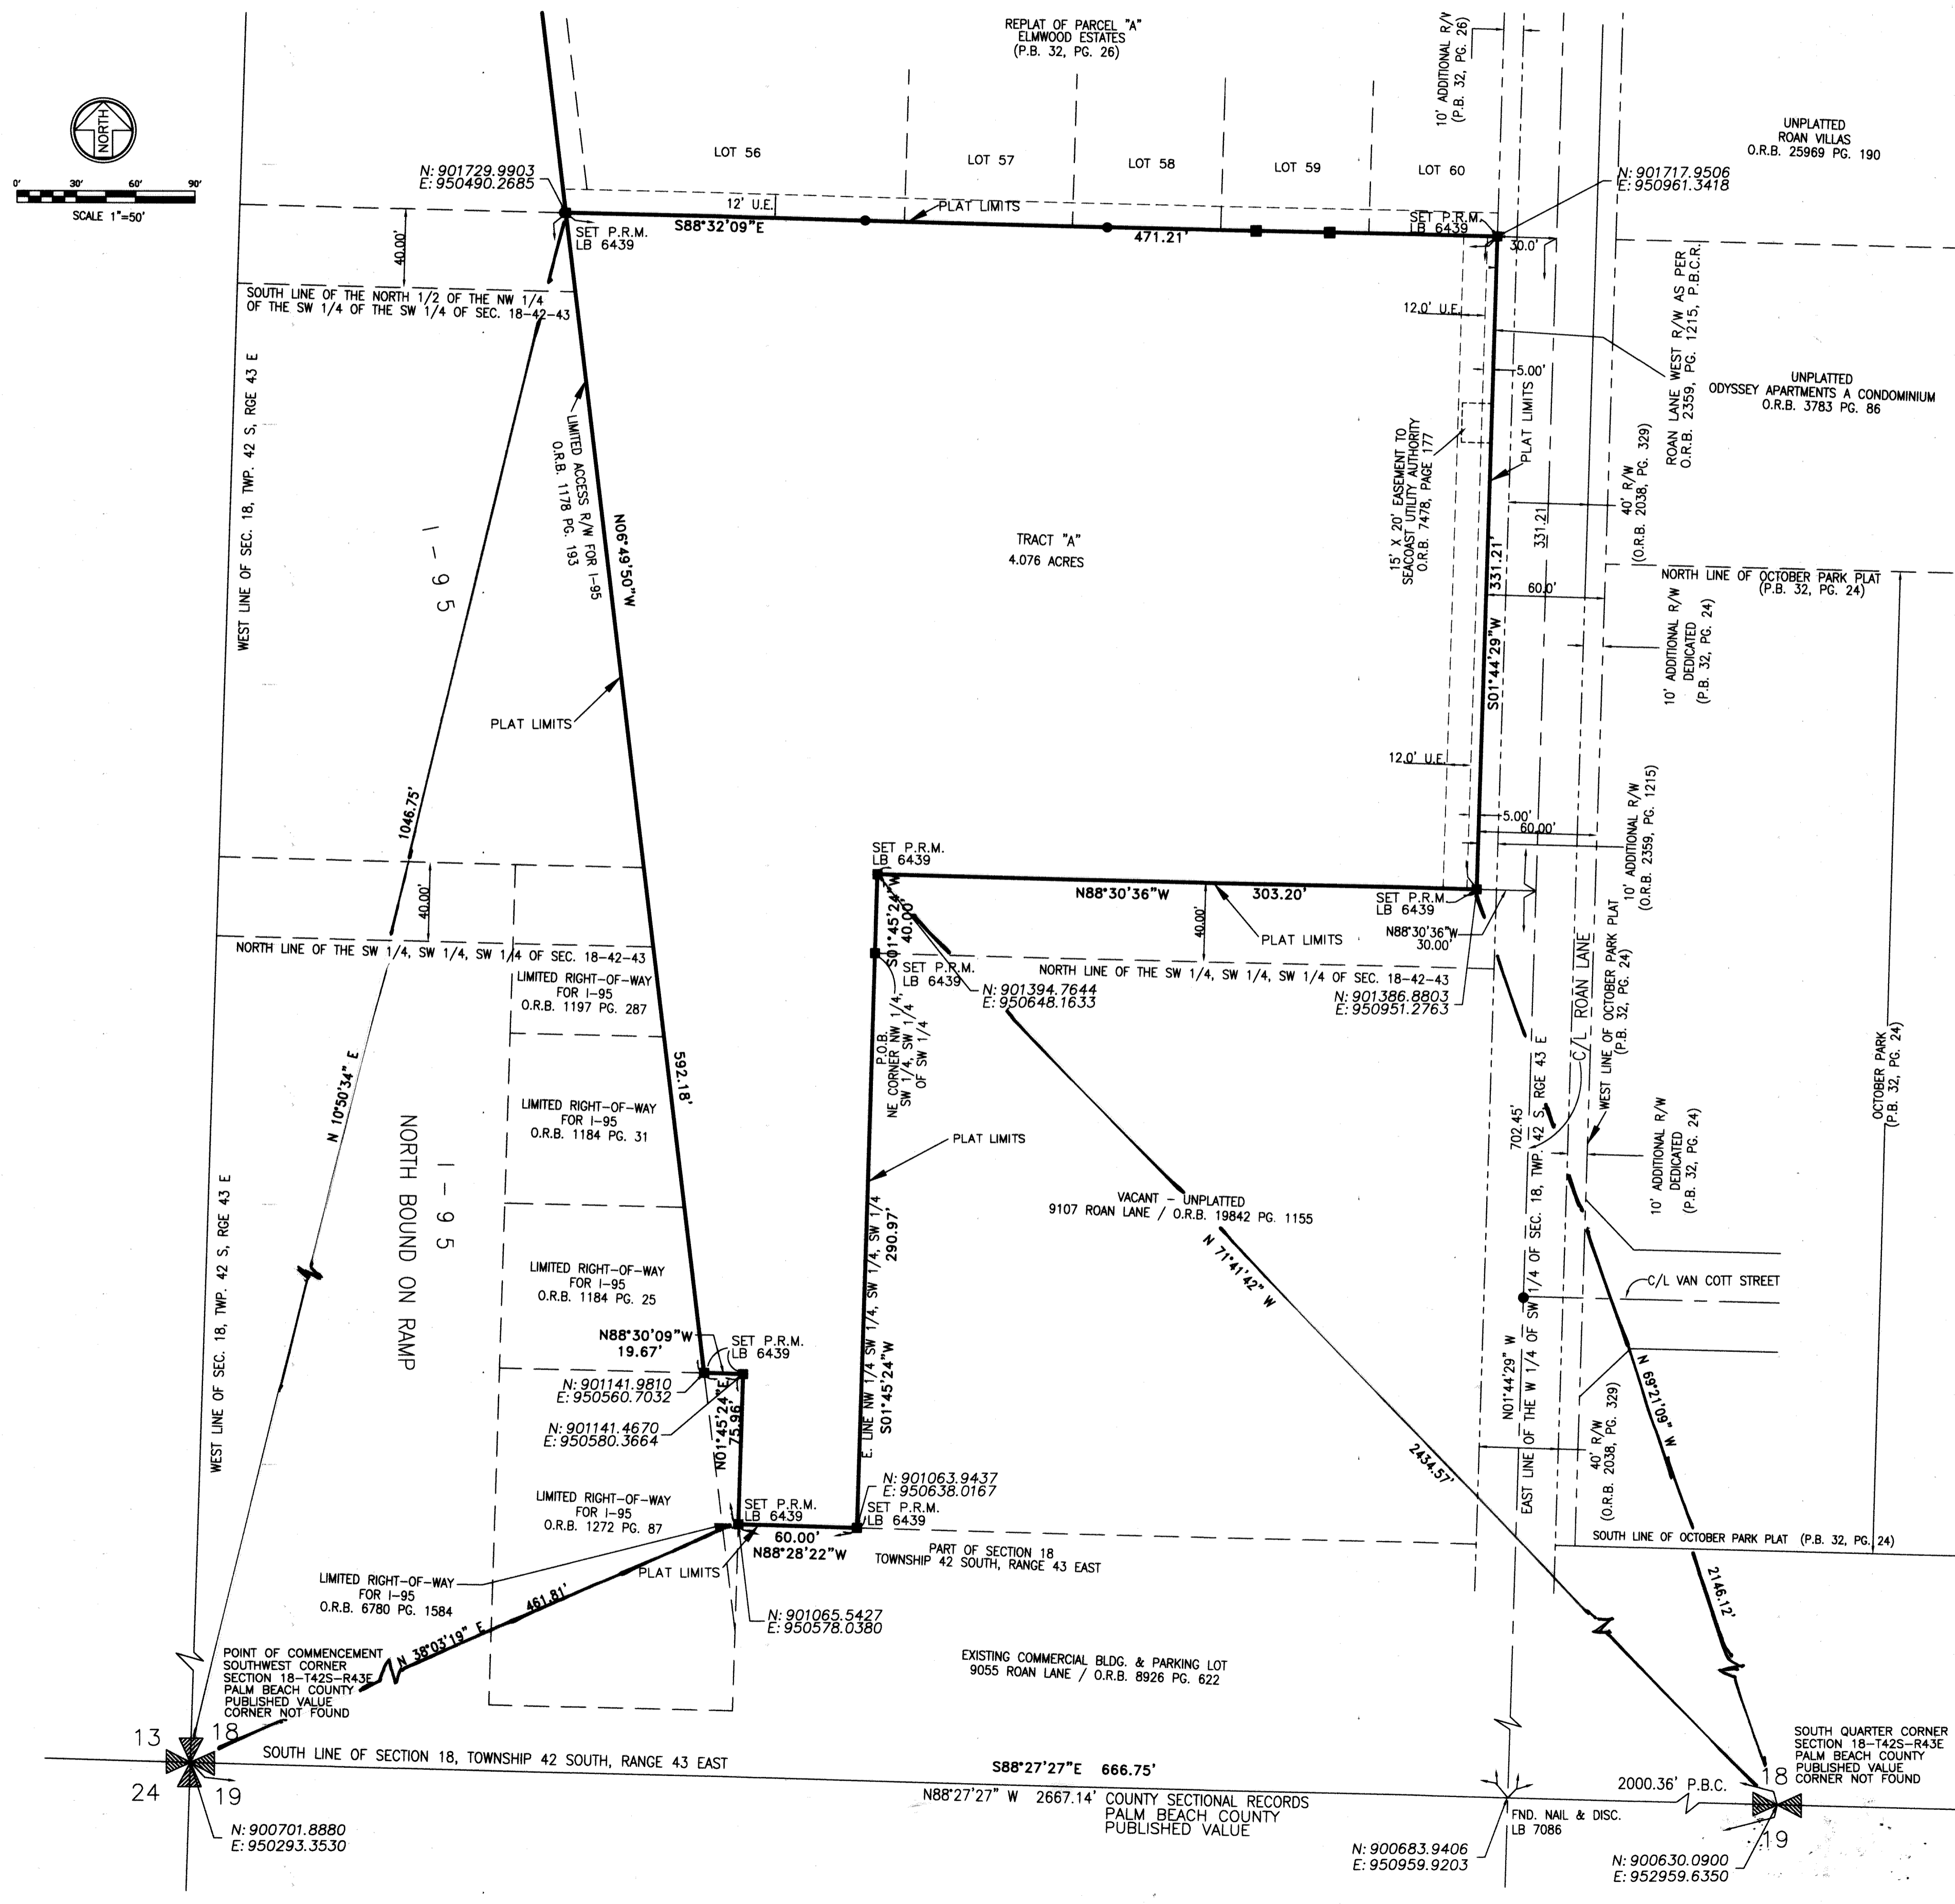 REPLAT OF PARCEL "A"
ELMWOOD ESTATES
(P.B. 32, PG. 26)
10' ADDITIONAL R/W
(P.B. 32, PG. 26)
UNPLATTED
ROAN VILLAS
O.R.B. 25969 PG. 190
NORTH
0' 30' 60' 90'
SCALE 1"=50'
LOT 56
LOT 57
LOT 58
LOT 59
LOT 60
N: 901729.9903
E: 950490.2685
N: 901717.9506
E: 950961.3418
12' U.E.
PLAT LIMITS
SET P.R.M.
LB 6439
S88°32'09"E
471.21'
SET P.R.M.
LB 6439
30.0'
40.00'
SOUTH LINE OF THE NORTH 1/2 OF THE NW 1/4
OF THE SW 1/4 OF THE SW 1/4 OF SEC. 18-42-43
12.0' U.E.
5.00'
PLAT LIMITS
ROAN LANE WEST R/W AS PER
O.R.B. 2359, PG. 1215, P.B.C.R.
UNPLATTED
ODYSSEY APARTMENTS A CONDOMINIUM
O.R.B. 3783 PG. 86
WEST LINE OF SEC. 18, TWP. 42 S, RGE 43 E
LIMITED ACCESS R/W FOR I-95
O.R.B. 1178 PG. 193
N06°49'50"W
I-95
TRACT "A"
4.076 ACRES
15' X 20' EASEMENT TO
SEACOAST UTILITY AUTHORITY
O.R.B. 7478, PAGE 177
331.21'
331.21
40' R/W
(O.R.B. 2038, PG. 329)
60.0'
NORTH LINE OF OCTOBER PARK PLAT
(P.B. 32, PG. 24)
10' ADDITIONAL R/W
DEDICATED
(P.B. 32, PG. 24)
S01°44'29"W
PLAT LIMITS
1046.75'
12.0' U.E.
5.00'
60.00'
10' ADDITIONAL R/W
(O.R.B. 2359, PG. 1215)
SET P.R.M.
LB 6439
S01°45'24"W
40.00'
N88°30'36"W
303.20'
SET P.R.M.
LB 6439
40.00'
PLAT LIMITS
N88°30'36"W
30.00'
40.00'
NORTH LINE OF THE SW 1/4, SW 1/4, SW 1/4 OF SEC. 18-42-43
SET P.R.M.
LB 6439
NORTH LINE OF THE SW 1/4, SW 1/4, SW 1/4 OF SEC. 18-42-43
N: 901394.7644
E: 950648.1633
N: 901386.8803
E: 950951.2763
LIMITED RIGHT-OF-WAY
FOR I-95
O.R.B. 1197 PG. 287
P.O.B.
NE CORNER NW 1/4,
SW 1/4, SW 1/4
OF SW 1/4
C/L ROAN LANE
WEST LINE OF OCTOBER PARK PLAT
(P.B. 32, PG. 24)
OCTOBER PARK
(P.B. 32, PG. 24)
592.18'
N 10°50'34" E
LIMITED RIGHT-OF-WAY
FOR I-95
O.R.B. 1184 PG. 31
PLAT LIMITS
702.45'
10' ADDITIONAL R/W
DEDICATED
(P.B. 32, PG. 24)
I-95
NORTH BOUND ON RAMP
WEST LINE OF SEC. 18, TWP. 42 S, RGE 43 E
VACANT - UNPLATTED
9107 ROAN LANE / O.R.B. 19842 PG. 1155
N 71°41'42" W
LIMITED RIGHT-OF-WAY
FOR I-95
O.R.B. 1184 PG. 25
E. LINE NW 1/4 SW 1/4, SW 1/4, SW 1/4
290.97'
S01°45'24"W
C/L VAN COTT STREET
N01°44'29" W
EAST LINE OF THE W 1/4 OF SW 1/4 OF SEC. 18, TWP. 42 S, RGE 43 E
N 69°21'60" W
N88°30'09"W
19.67'
SET P.R.M.
LB 6439
N: 901141.9810
E: 950560.7032
N: 901141.4670
E: 950580.3664
N01°45'24"E
75.96'
40' R/W
(O.R.B. 2038, PG. 329)
2434.57'
N: 901063.9437
E: 950638.0167
LIMITED RIGHT-OF-WAY
FOR I-95
O.R.B. 1272 PG. 87
SET P.R.M.
LB 6439
60.00'
N88°28'22"W
SET P.R.M.
LB 6439
PLAT LIMITS
PART OF SECTION 18
TOWNSHIP 42 SOUTH, RANGE 43 EAST
SOUTH LINE OF OCTOBER PARK PLAT (P.B. 32, PG. 24)
LIMITED RIGHT-OF-WAY
FOR I-95
O.R.B. 6780 PG. 1584
461.81'
N 38°03'19" E
N: 901065.5427
E: 950578.0380
2146.12'
POINT OF COMMENCEMENT
SOUTHWEST CORNER
SECTION 18-T42S-R43E
PALM BEACH COUNTY
PUBLISHED VALUE
CORNER NOT FOUND
EXISTING COMMERCIAL BLDG. & PARKING LOT
9055 ROAN LANE / O.R.B. 8926 PG. 622
13 18
24 19
SOUTH LINE OF SECTION 18, TOWNSHIP 42 SOUTH, RANGE 43 EAST
S88°27'27"E 666.75'
N88°27'27" W 2667.14' COUNTY SECTIONAL RECORDS
PALM BEACH COUNTY
PUBLISHED VALUE
2000.36' P.B.C.
SOUTH QUARTER CORNER
SECTION 18-T42S-R43E
PALM BEACH COUNTY
PUBLISHED VALUE
CORNER NOT FOUND
18
19
FND. NAIL & DISC.
LB 7086
N: 900701.8880
E: 950293.3530
N: 900683.9406
E: 950959.9203
N: 900630.0900
E: 952959.6350